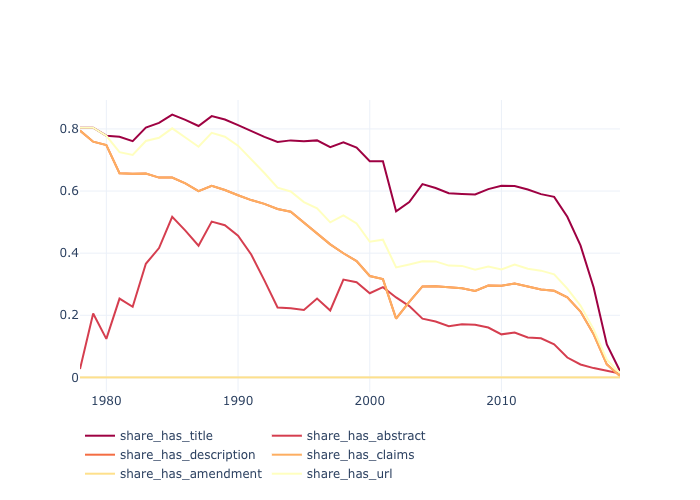 0.8
0.6
0.4
0.2
0
1980 1990 2000 2010
share_has_title share_has_abstract
share_has_description share_has_claims
share_has_amendment share_has_url